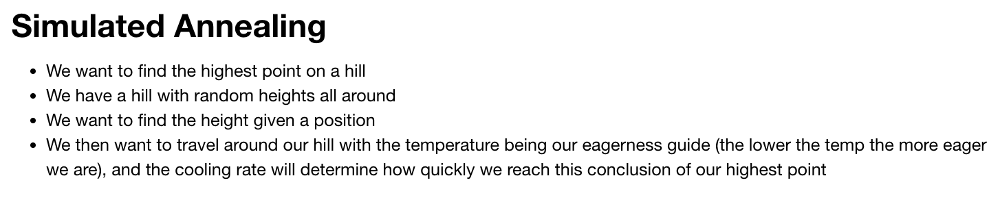 Simulated Annealing
• We want to find the highest point on a hill
• We have a hill with random heights all around
• We want to find the height given a position
• We then want to travel around our hill with the temperature being our eagerness guide (the lower the temp the more eager
we are), and the cooling rate will determine how quickly we reach this conclusion of our highest point